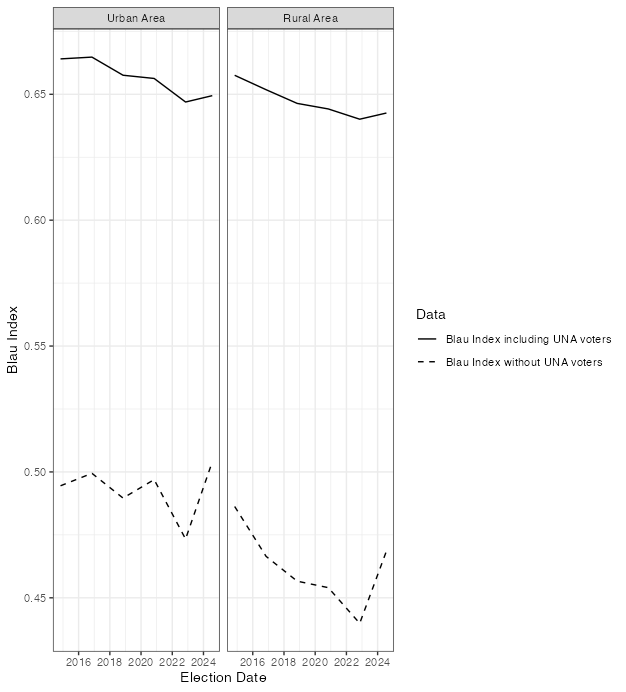 Urban Area
Rural Area
0.65
0.60
0.55
0.50
0.45
Blau Index
2016 2018 2020 2022 2024
2016 2018 2020 2022 2024
Election Date
Data
Blau Index including UNA voters
Blau Index without UNA voters